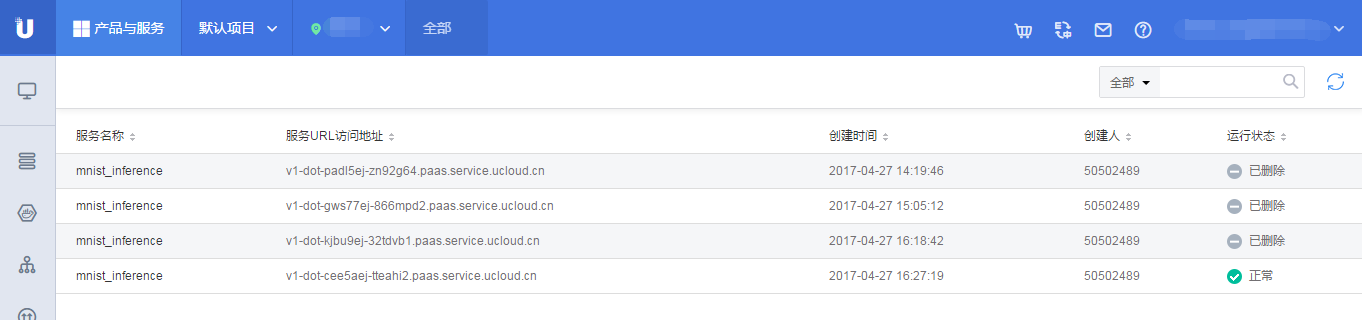 U 产品与服务 默认项目 全部
全部
服务名称 服务URL访问地址 创建时间 创建人 运行状态
mnist_inference v1-dot-padl5ej-zn92g64.paas.service.ucloud.cn 2017-04-27 14:19:46 50502489 已删除
mnist_inference v1-dot-gws77ej-866mpd2.paas.service.ucloud.cn 2017-04-27 15:05:12 50502489 已删除
mnist_inference v1-dot-kjbu9ej-32tdvb1.paas.service.ucloud.cn 2017-04-27 16:18:42 50502489 已删除
mnist_inference v1-dot-cee5aej-tteahi2.paas.service.ucloud.cn 2017-04-27 16:27:19 50502489 正常